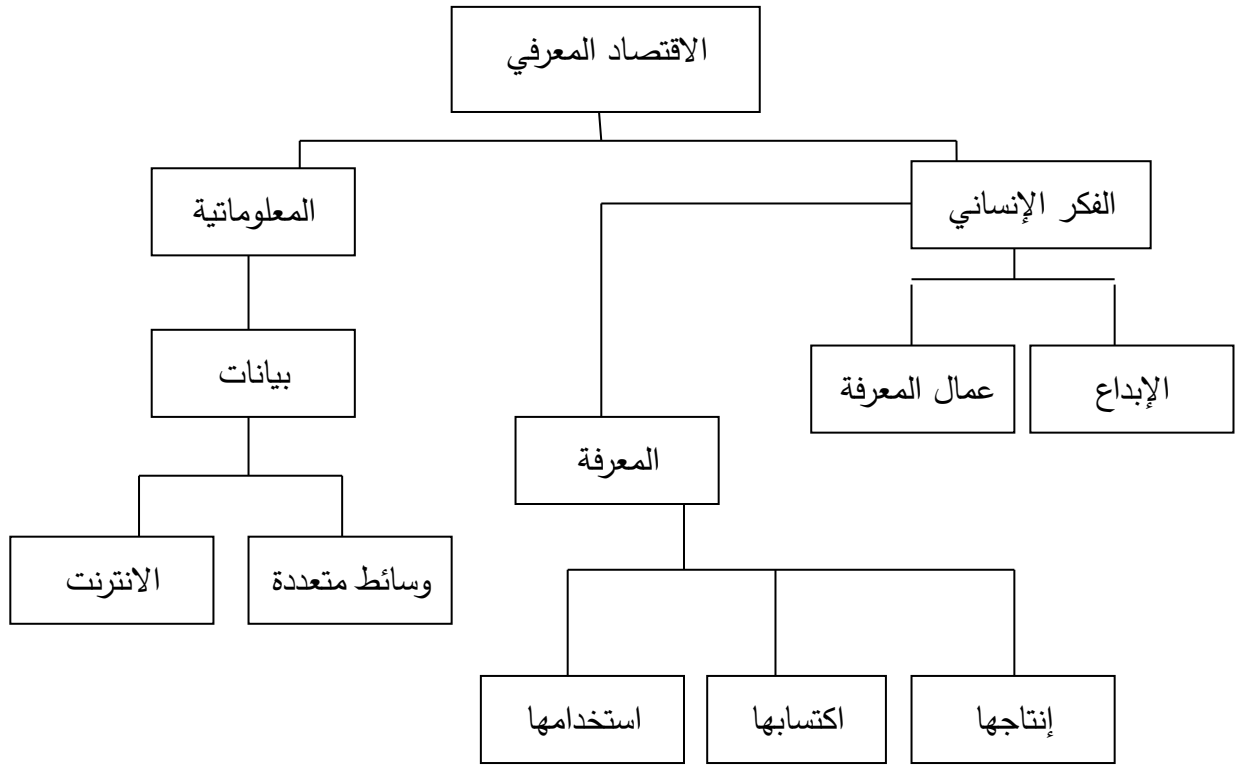 الاقتصاد المعرفي
الفكر الإنساني
المعلوماتية
الإبداع
عمال المعرفة
بيانات
المعرفة
وسائط متعددة
الانترنت
إنتاجها
اكتسابها
استخدامها